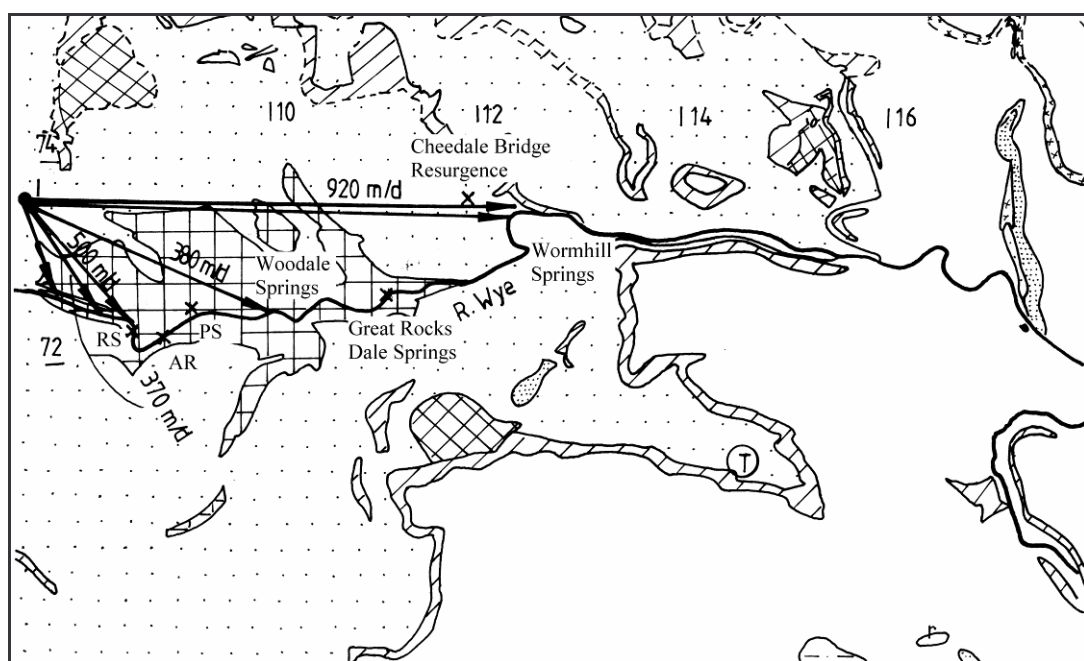 110
112
114
116
74
Cheedale Bridge
Resurgence
920 m/d
500 m/d
380 m/d
Woodale
Springs
Wormhill
Springs
R. Wye
RS
PS
AR
Great Rocks
Dale Springs
72
370 m/d
T